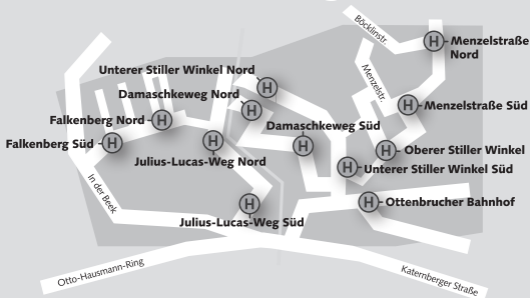 Böcklinstr.
H Menzelstraße
Nord
Menzelstr.
Unterer Stiller Winkel Nord H
Damaschkeweg Nord H
H Menzelstraße Süd
Falkenberg Nord H
Damaschkeweg Süd
H
Falkenberg Süd H
H
Julius-Lucas-Weg Nord
H Oberer Stiller Winkel
H Unterer Stiller Winkel Süd
In der Beek
H
Julius-Lucas-Weg Süd
H Ottenbrucher Bahnhof
Otto-Hausmann-Ring
Katernberger Straße